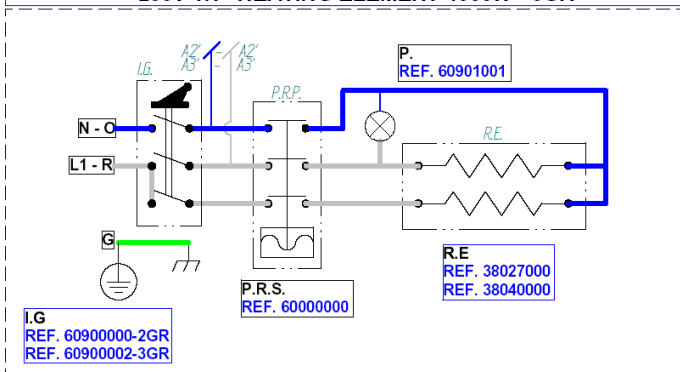 A2'
A3'
A2'
A3'
I.G.
P.
REF. 60901001
P.R.P.
N - O
R.E.
L1 - R
G
R.E
REF. 38027000
REF. 38040000
P.R.S.
REF. 60000000
I.G
REF. 60900000-2GR
REF. 60900002-3GR